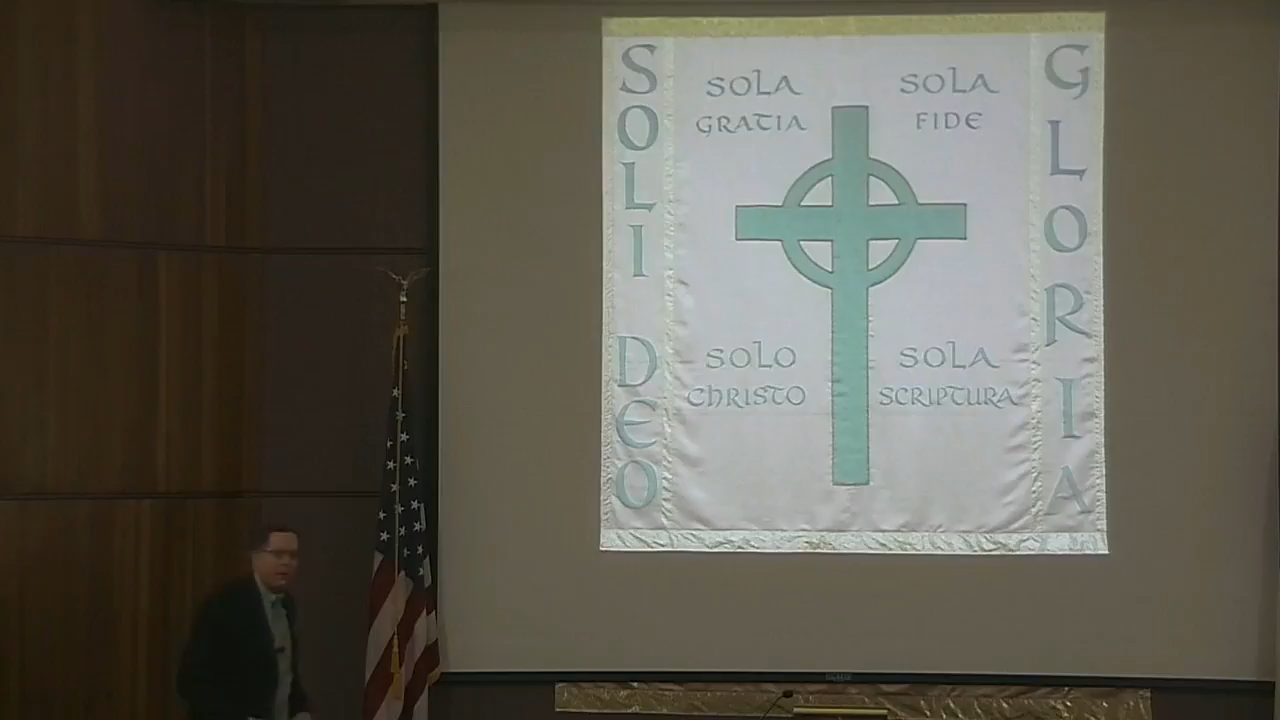 SOLI DEO
GLORIA
SOLA
GRATIA
SOLA
FIDE
SOLO
CHRISTO
SOLA
SCRIPTURA